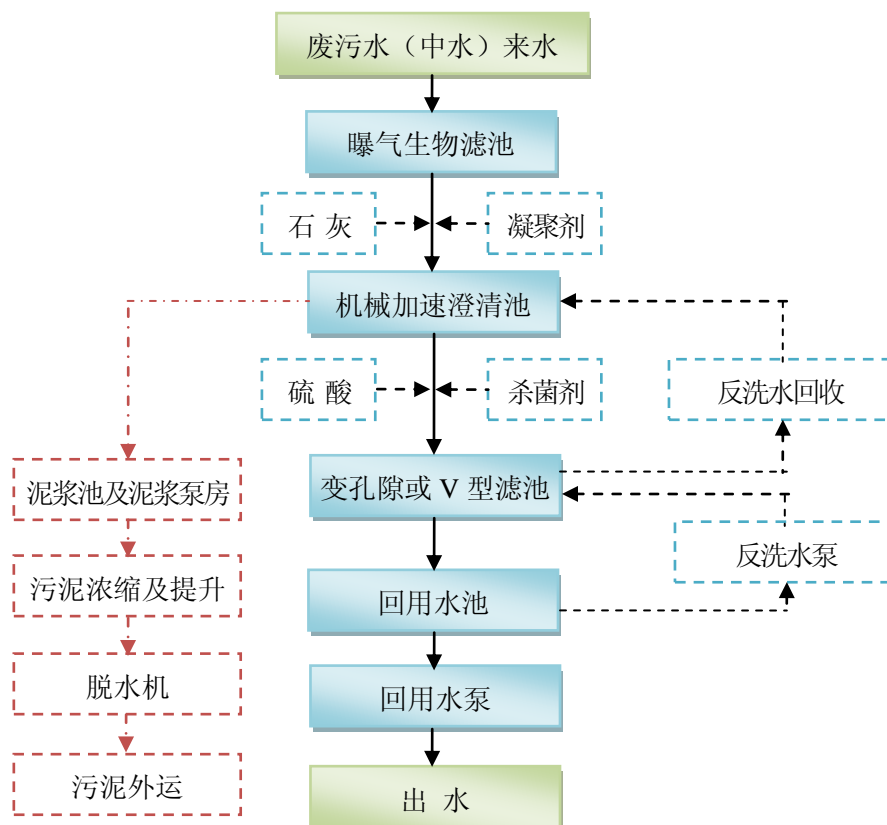 废污水（中水）来水
曝气生物滤池
石 灰
凝聚剂
机械加速澄清池
硫 酸
杀菌剂
反洗水回收
泥浆池及泥浆泵房
变孔隙或 V 型滤池
反洗水泵
污泥浓缩及提升
回用水池
脱水机
回用水泵
污泥外运
出 水